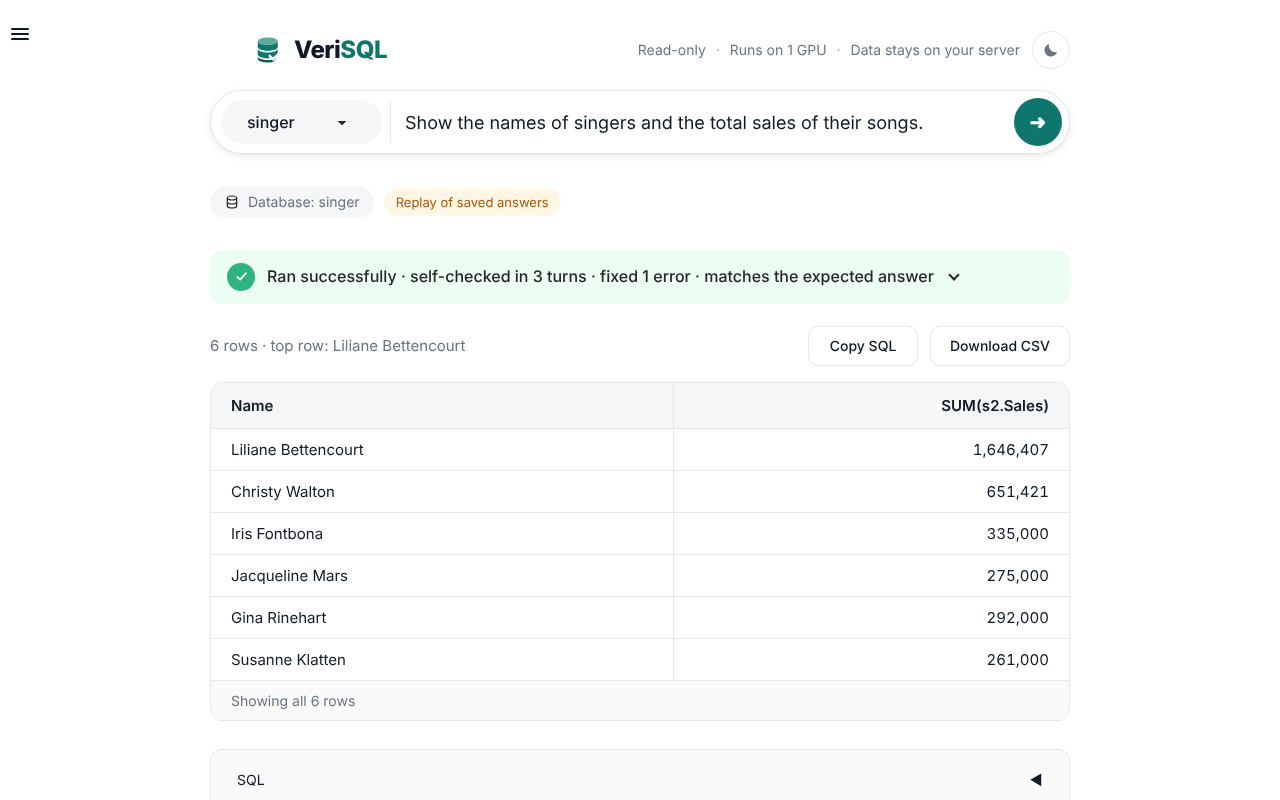 VeriSQL
Read-only · Runs on 1 GPU · Data stays on your server
singer
Show the names of singers and the total sales of their songs.
Database: singer
Replay of saved answers
Ran successfully · self-checked in 3 turns · fixed 1 error · matches the expected answer
6 rows · top row: Liliane Bettencourt
Copy SQL
Download CSV
Name SUM(s2.Sales)
Liliane Bettencourt 1,646,407
Christy Walton 651,421
Iris Fontbona 335,000
Jacqueline Mars 275,000
Gina Rinehart 292,000
Susanne Klatten 261,000
Showing all 6 rows
SQL